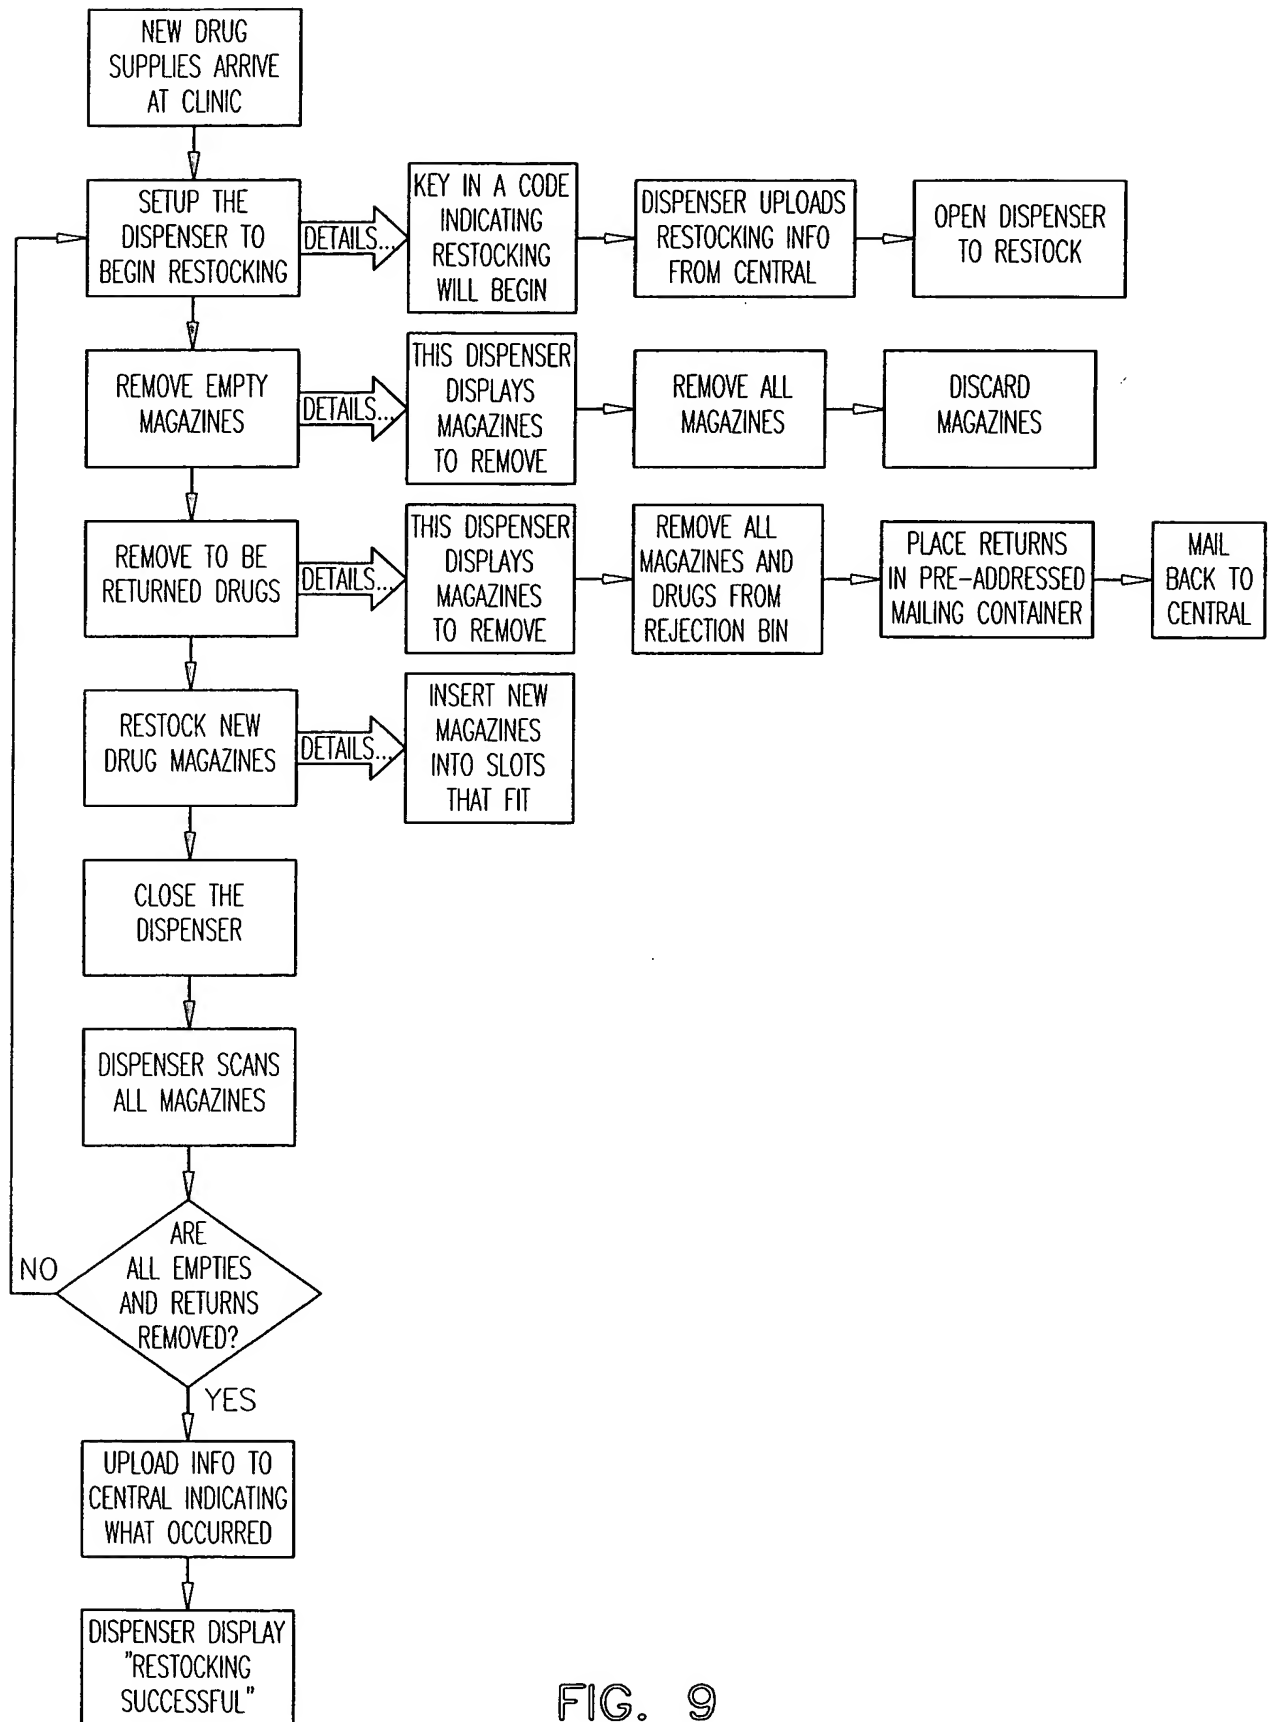 NEW DRUG
SUPPLIES ARRIVE
AT CLINIC
SETUP THE
DISPENSER TO
BEGIN RESTOCKING
DETAILS...
KEY IN A CODE
INDICATING
RESTOCKING
WILL BEGIN
DISPENSER UPLOADS
RESTOCKING INFO
FROM CENTRAL
OPEN DISPENSER
TO RESTOCK
REMOVE EMPTY
MAGAZINES
DETAILS...
THIS DISPENSER
DISPLAYS
MAGAZINES
TO REMOVE
REMOVE ALL
MAGAZINES
DISCARD
MAGAZINES
REMOVE TO BE
RETURNED DRUGS
DETAILS...
THIS DISPENSER
DISPLAYS
MAGAZINES
TO REMOVE
REMOVE ALL
MAGAZINES AND
DRUGS FROM
REJECTION BIN
PLACE RETURNS
IN PRE-ADDRESSED
MAILING CONTAINER
MAIL
BACK TO
CENTRAL
RESTOCK NEW
DRUG MAGAZINES
DETAILS...
INSERT NEW
MAGAZINES
INTO SLOTS
THAT FIT
CLOSE THE
DISPENSER
DISPENSER SCANS
ALL MAGAZINES
ARE
ALL EMPTIES
AND RETURNS
REMOVED?
NO
YES
UPLOAD INFO TO
CENTRAL INDICATING
WHAT OCCURRED
DISPENSER DISPLAY
"RESTOCKING
SUCCESSFUL"
FIG. 9